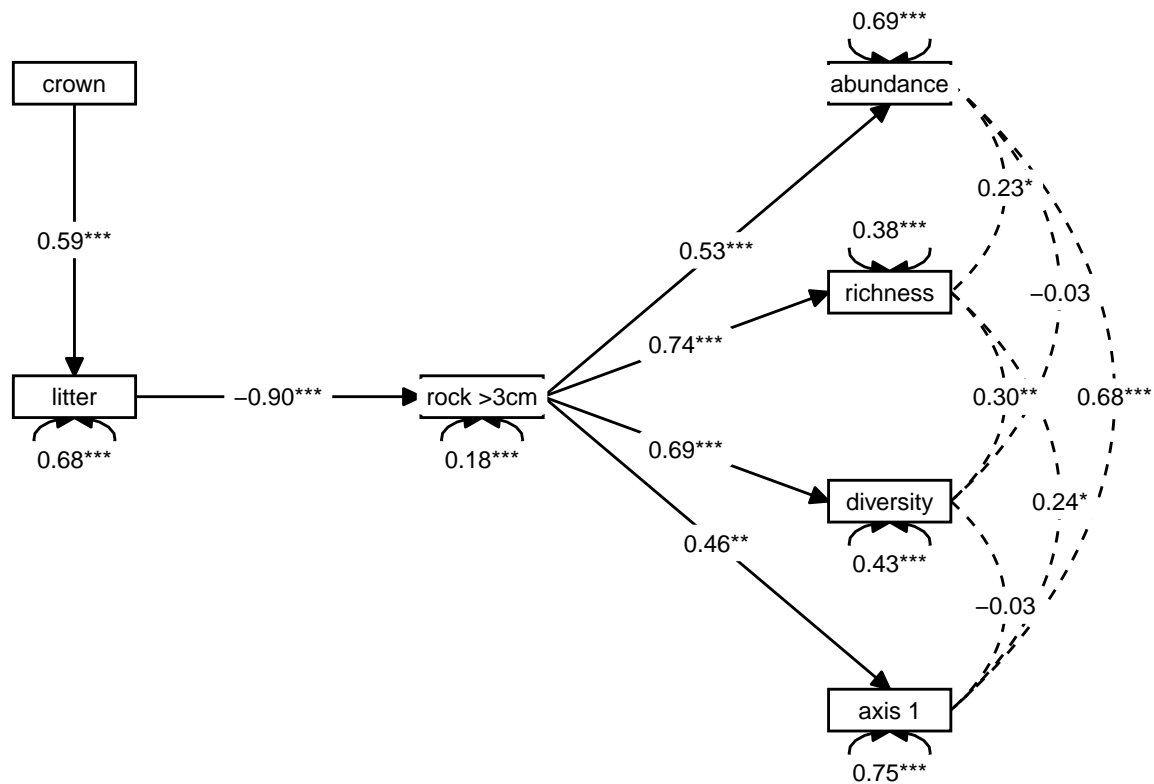 0.69***
crown
abundance
0.23*
0.59***
0.53***
0.38***
richness
−0.03
0.74***
litter
−0.90***
rock >3cm
0.30**
0.68***
0.68***
0.18***
0.69***
diversity
0.24*
0.46**
0.43***
−0.03
axis 1
0.75***